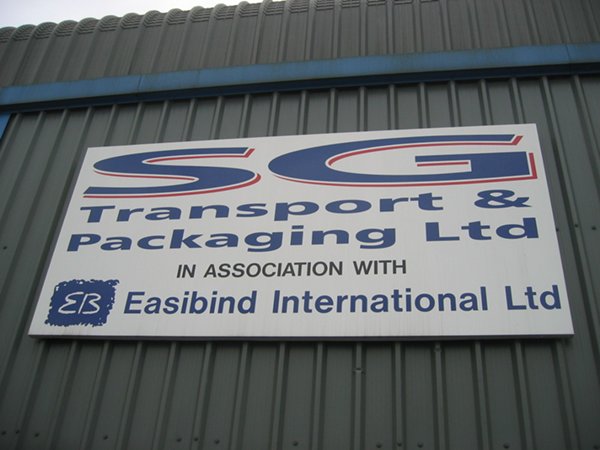 SG
Transport &
Packaging Ltd
IN ASSOCIATION WITH
EB Easibind International Ltd